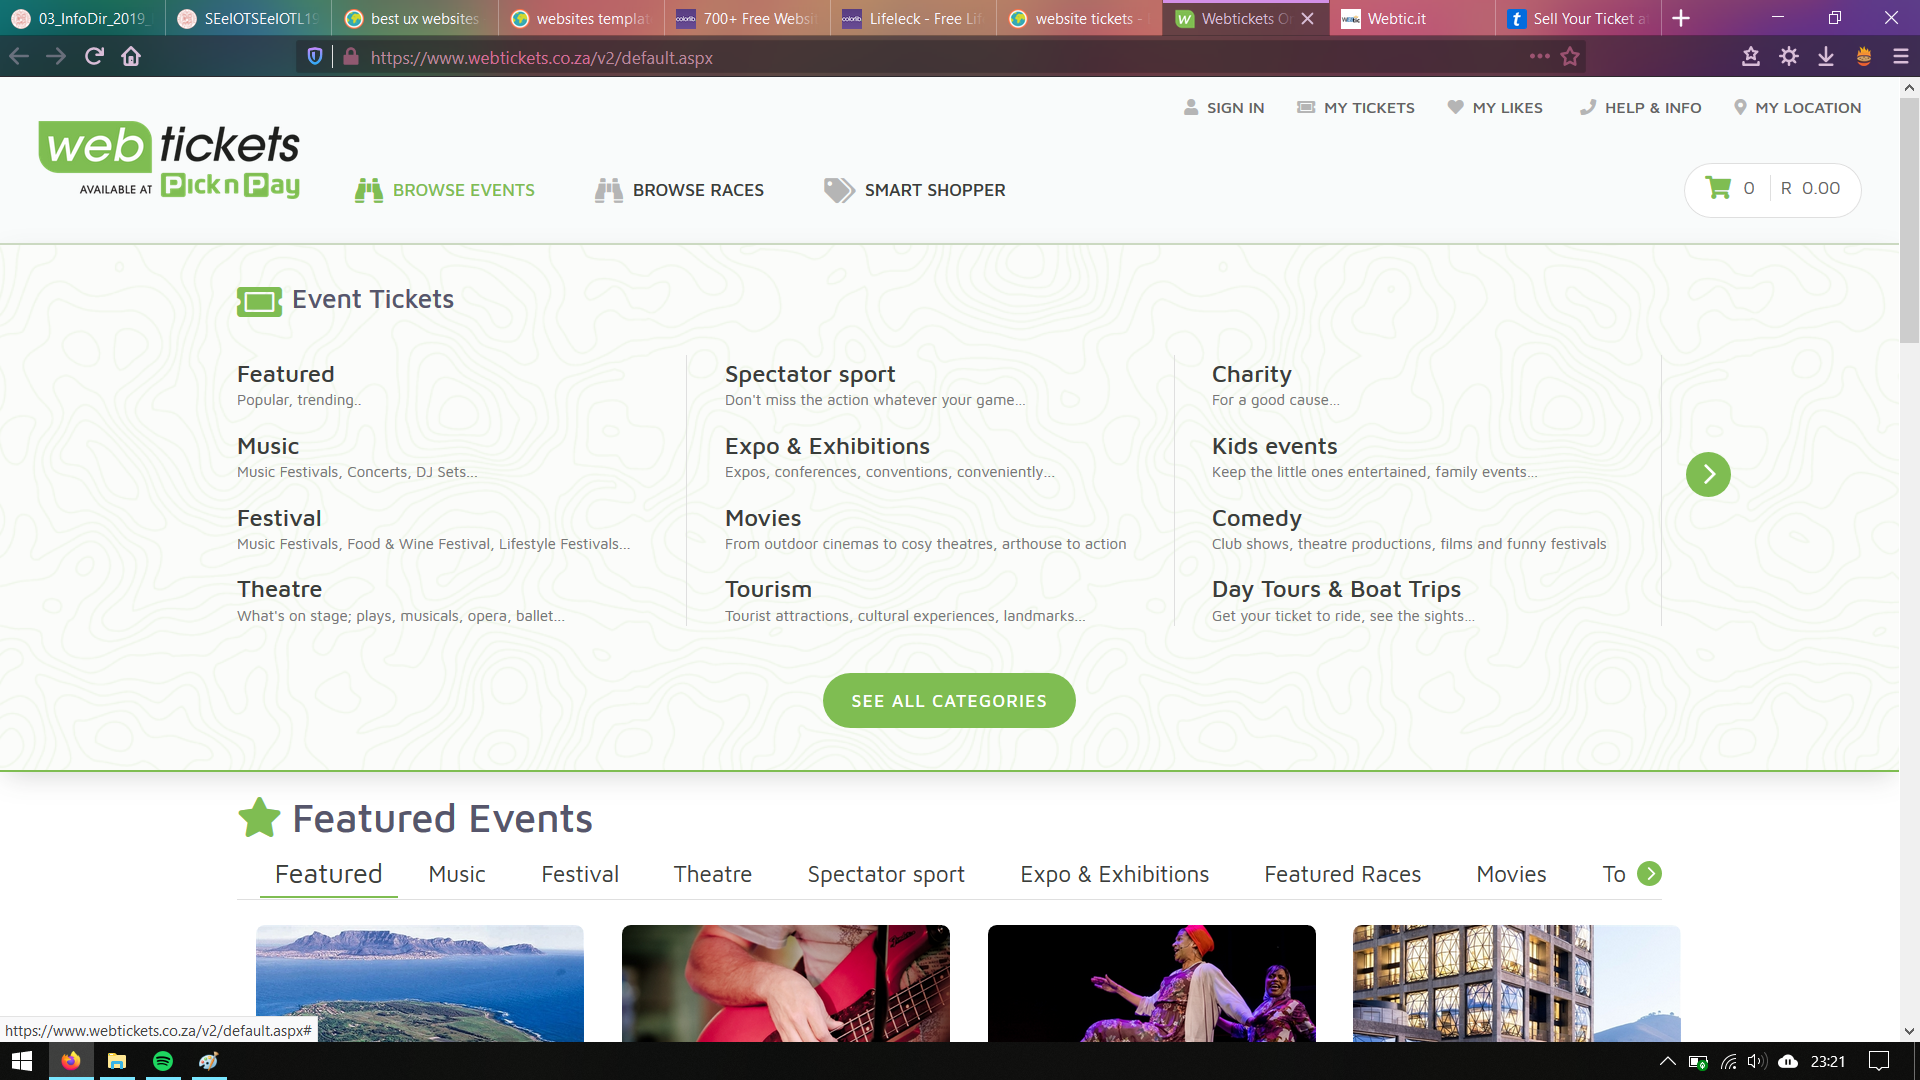 03_InfoDir_2019_
SEeIOTSEeIOTL19
best ux websites
websites templat
700+ Free Websi
Lifeleck - Free Lif
website tickets -
Webtickets On
Webtic.it
Sell Your Ticket a
https://www.webtickets.co.za/v2/default.aspx
SIGN IN
MY TICKETS
MY LIKES
HELP & INFO
MY LOCATION
web tickets
AVAILABLE AT Pick n Pay
BROWSE EVENTS
BROWSE RACES
SMART SHOPPER
0
R 0.00
Event Tickets
Featured
Popular, trending..
Music
Music Festivals, Concerts, DJ Sets...
Festival
Music Festivals, Food & Wine Festival, Lifestyle Festivals...
Theatre
What's on stage; plays, musicals, opera, ballet...
Spectator sport
Don't miss the action whatever your game...
Expo & Exhibitions
Expos, conferences, conventions, conveniently...
Movies
From outdoor cinemas to cosy theatres, arthouse to action
Tourism
Tourist attractions, cultural experiences, landmarks...
Charity
For a good cause...
Kids events
Keep the little ones entertained, family events...
Comedy
Club shows, theatre productions, films and funny festivals
Day Tours & Boat Trips
Get your ticket to ride, see the sights...
SEE ALL CATEGORIES
Featured Events
Featured
Music
Festival
Theatre
Spectator sport
Expo & Exhibitions
Featured Races
Movies
To
https://www.webtickets.co.za/v2/default.aspx#
23:21